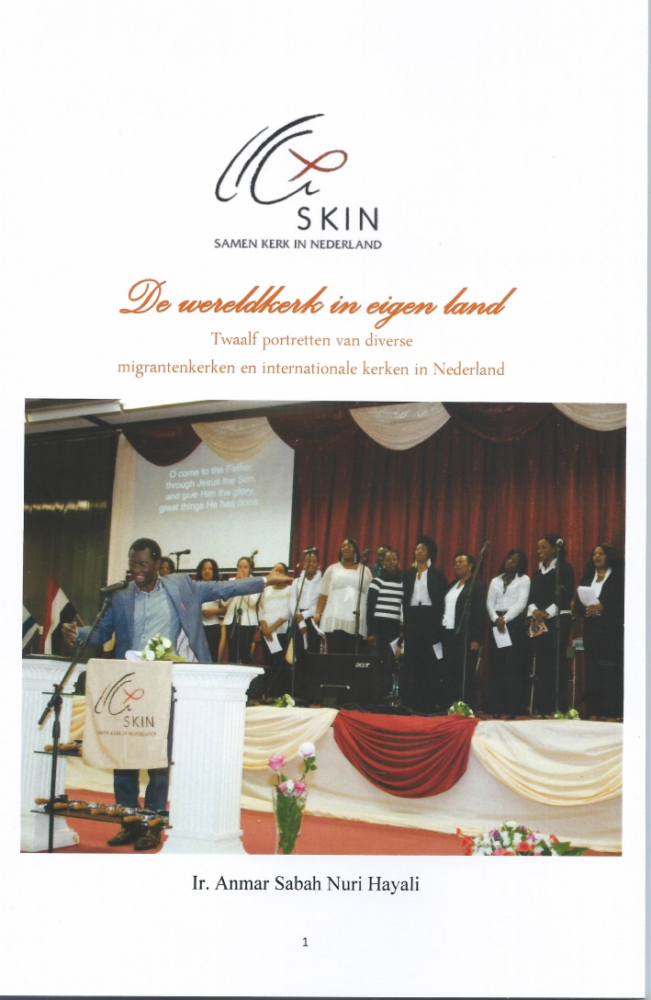 SKIN
SAMEN KERK IN NEDERLAND
De wereldkerk in eigen land
Twaalf portretten van diverse
migrantenkerken en internationale kerken in Nederland
O come to the Father,
through Jesus the Son,
and give Him the glory,
great things He has done.
acer
SKIN
SAMEN KERK IN NEDERLAND
Ir. Anmar Sabah Nuri Hayali
1